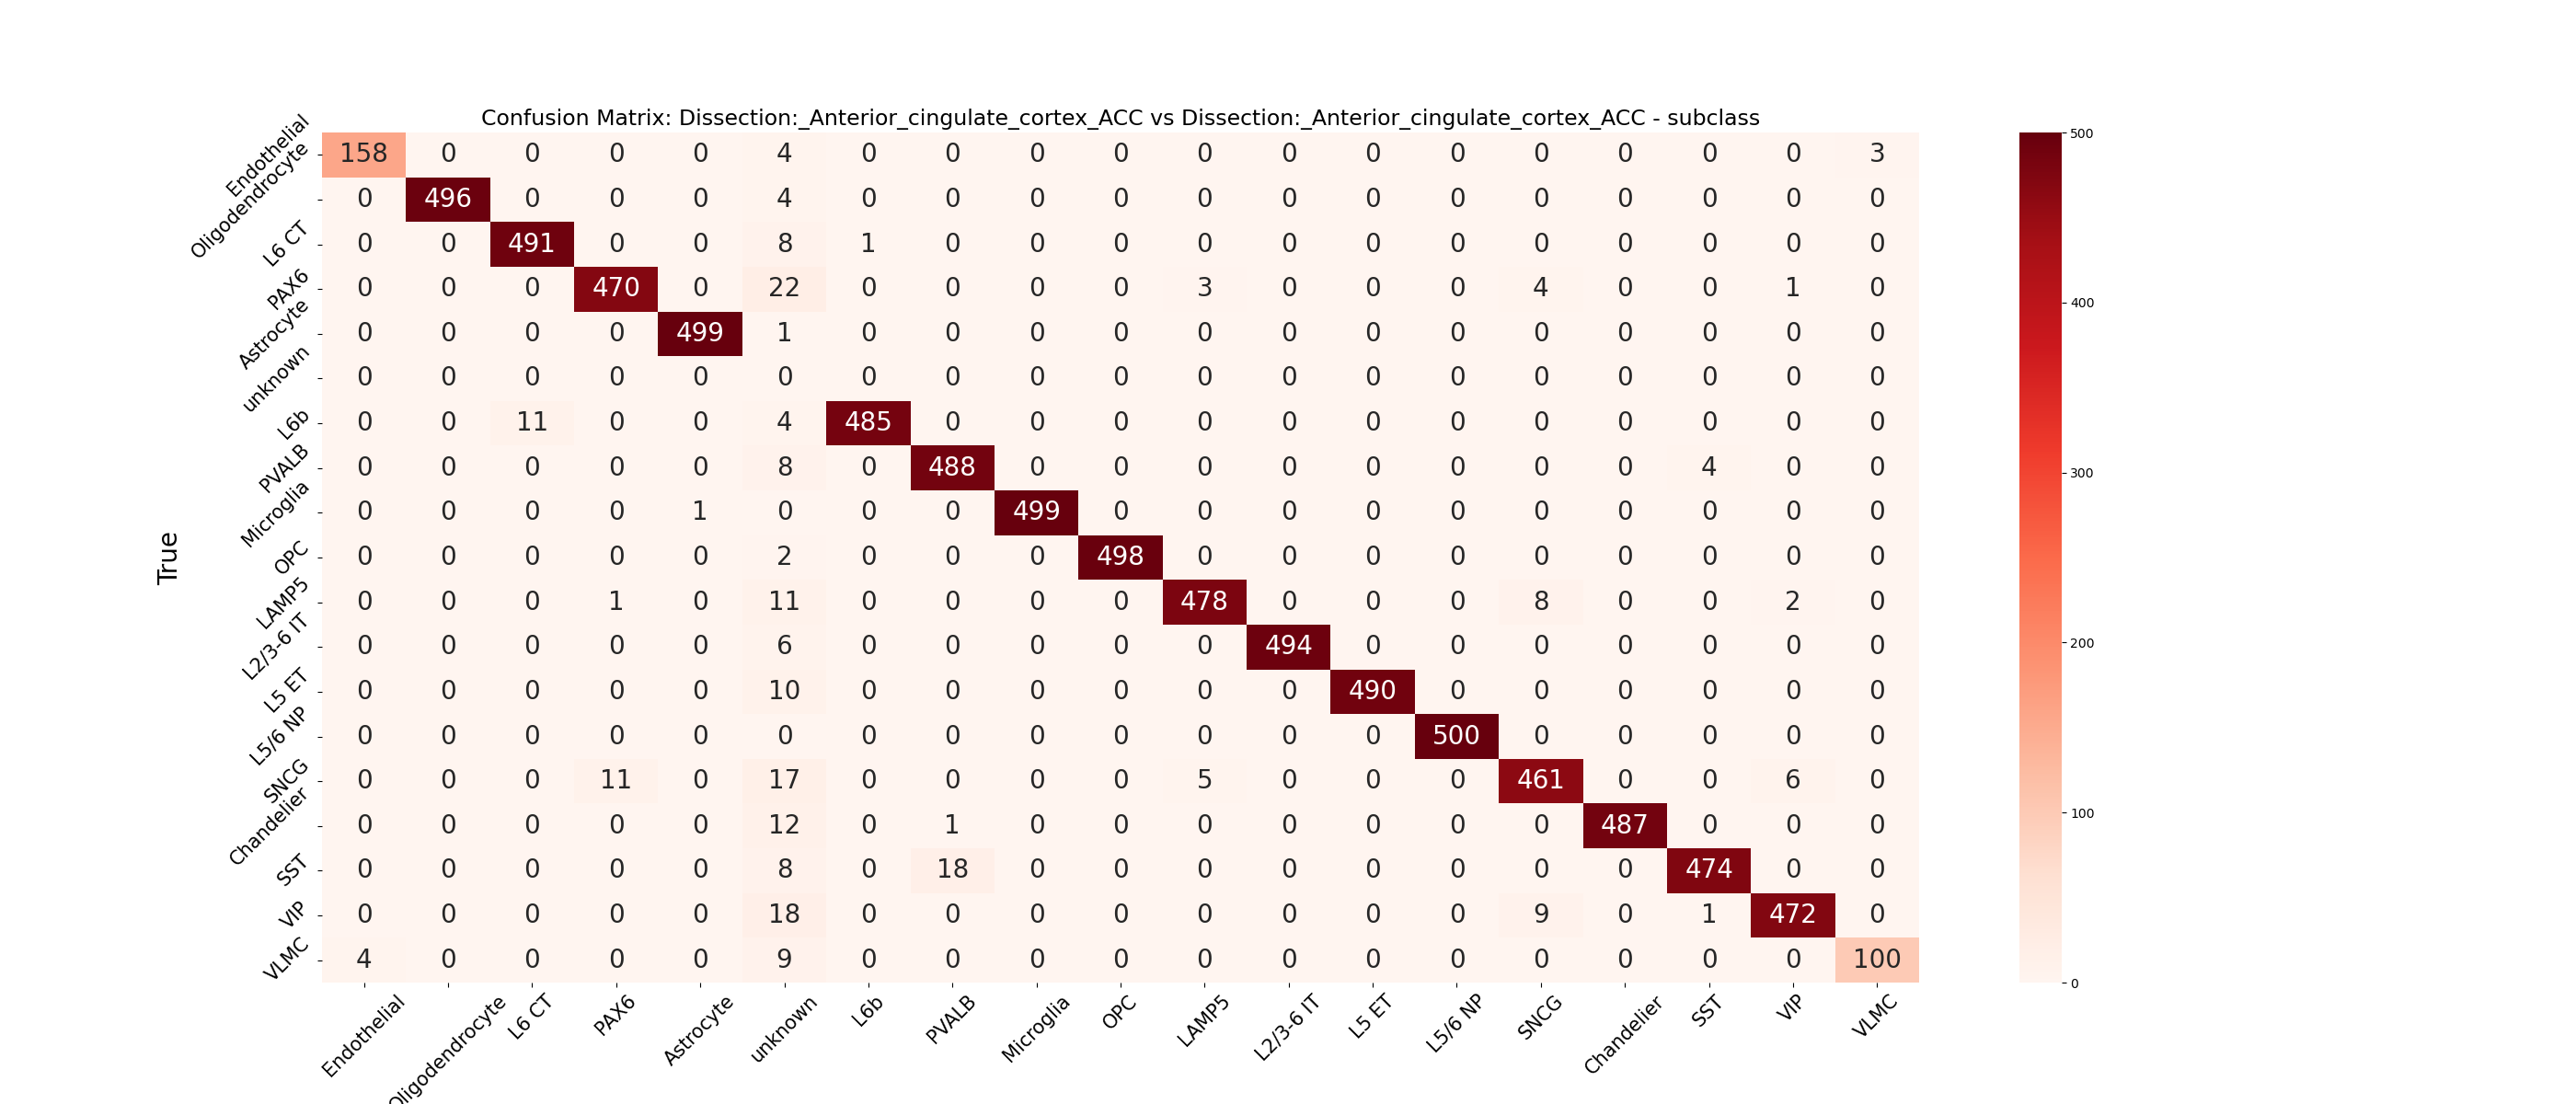 Confusion Matrix: Dissection:_Anterior_cingulate_cortex_ACC vs Dissection:_Anterior_cingulate_cortex_ACC - subclass
True
Endothelial 158 0 0 0 0 4 0 0 0 0 0 0 0 0 0 0 0 0 3
Oligodendrocyte 0 496 0 0 0 4 0 0 0 0 0 0 0 0 0 0 0 0 0
L6 CT 0 0 491 0 0 8 1 0 0 0 0 0 0 0 0 0 0 0 0
PAX6 0 0 0 470 0 22 0 0 0 0 3 0 0 0 4 0 0 1 0
Astrocyte 0 0 0 0 499 1 0 0 0 0 0 0 0 0 0 0 0 0 0
unknown 0 0 0 0 0 0 0 0 0 0 0 0 0 0 0 0 0 0 0
L6b 0 0 11 0 0 4 485 0 0 0 0 0 0 0 0 0 0 0 0
PVALB 0 0 0 0 0 8 0 488 0 0 0 0 0 0 0 0 4 0 0
Microglia 0 0 0 0 1 0 0 0 499 0 0 0 0 0 0 0 0 0 0
OPC 0 0 0 0 0 2 0 0 0 498 0 0 0 0 0 0 0 0 0
LAMP5 0 0 0 1 0 11 0 0 0 0 478 0 0 0 8 0 0 2 0
L2/3-6 IT 0 0 0 0 0 6 0 0 0 0 0 494 0 0 0 0 0 0 0
L5 ET 0 0 0 0 0 10 0 0 0 0 0 0 490 0 0 0 0 0 0
L5/6 NP 0 0 0 0 0 0 0 0 0 0 0 0 0 500 0 0 0 0 0
SNCG 0 0 0 11 0 17 0 0 0 0 5 0 0 0 461 0 0 6 0
Chandelier 0 0 0 0 0 12 0 1 0 0 0 0 0 0 0 487 0 0 0
SST 0 0 0 0 0 8 0 18 0 0 0 0 0 0 0 0 474 0 0
VIP 0 0 0 0 0 18 0 0 0 0 0 0 0 0 9 0 1 472 0
VLMC 4 0 0 0 0 9 0 0 0 0 0 0 0 0 0 0 0 0 100
Endothelial Oligodendrocyte L6 CT PAX6 Astrocyte unknown L6b PVALB Microglia OPC LAMP5 L2/3-6 IT L5 ET L5/6 NP SNCG Chandelier SST VIP VLMC
500
400
300
200
100
0